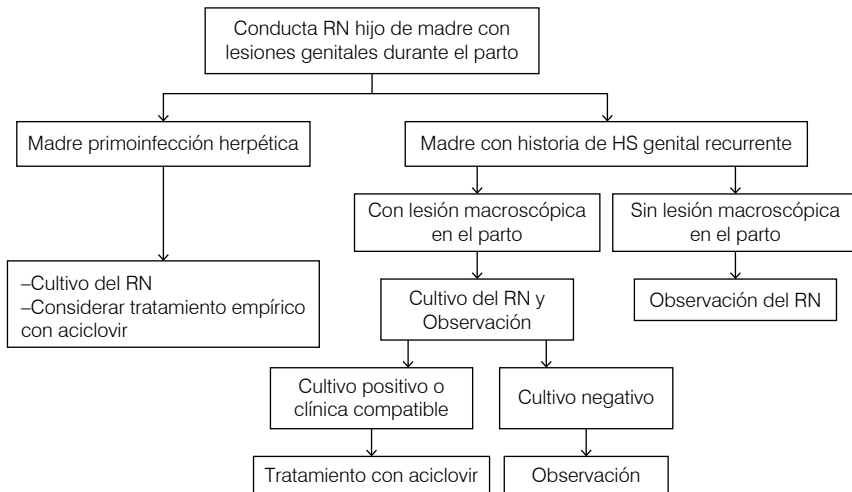 Conducta RN hijo de madre con
lesiones genitales durante el parto
Madre primoinfección herpética
Madre con historia de HS genital recurrente
Con lesión macroscópica
en el parto
Sin lesión macroscópica
en el parto
–Cultivo del RN
–Considerar tratamiento empírico
con aciclovir
Cultivo del RN y
Observación
Observación del RN
Cultivo positivo o
clínica compatible
Cultivo negativo
Tratamiento con aciclovir
Observación